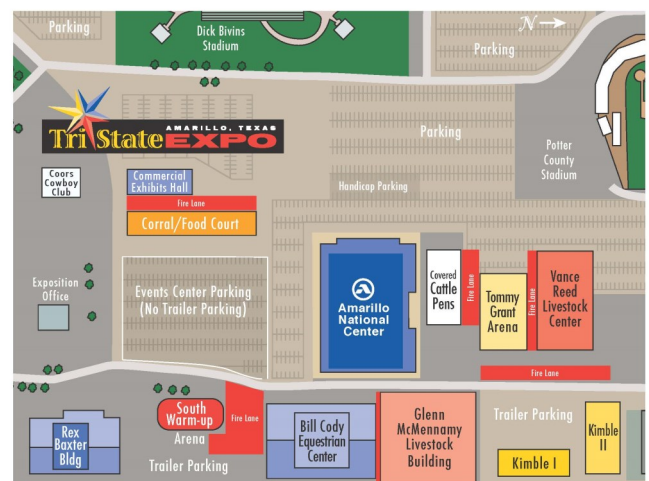 Parking
Dick Bivins
Stadium
N
Parking
AMARILLO, TEXAS
Tri State EXPO
Parking
Potter
County
Stadium
Coors
Cowboy
Club
Commercial
Exhibits Hall
Handicap Parking
Fire Lane
Corral/Food Court
Exposition
Office
Events Center Parking
(No Trailer Parking)
A
Amarillo
National
Center
Covered
Cattle
Pens
Fire Lane
Tommy
Grant
Arena
Fire Lane
Vance
Reed
Livestock
Center
Fire Lane
South
Warm-up
Arena
Fire Lane
Rex
Baxter
Bldg
Trailer Parking
Bill Cody
Equestrian
Center
Glenn
McMennamy
Livestock
Building
Trailer Parking
Kimble I
Kimble
II